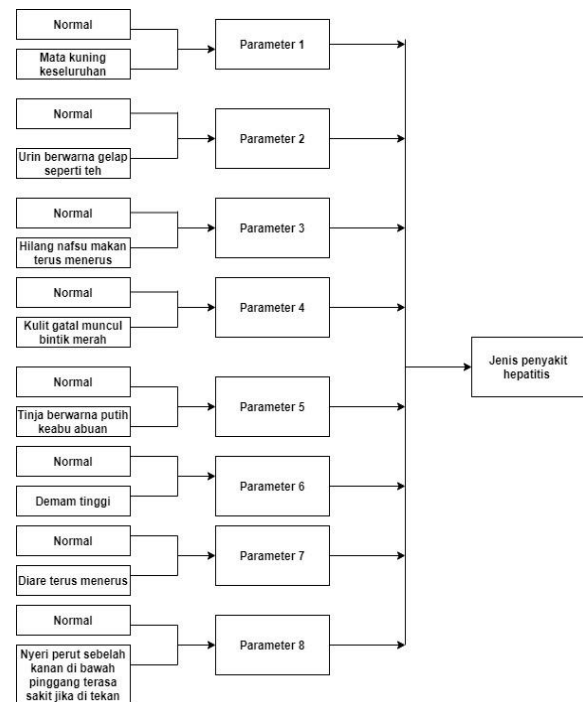 Normal
Parameter 1
Mata kuning
keseluruhan
Normal
Parameter 2
Urin berwarna gelap
seperti teh
Normal
Parameter 3
Hilang nafsu makan
terus menerus
Normal
Parameter 4
Kulit gatal muncul
bintik merah
Jenis penyakit
hepatitis
Normal
Parameter 5
Tinja berwarna putih
keabu abuan
Normal
Parameter 6
Demam tinggi
Normal
Parameter 7
Diare terus menerus
Normal
Parameter 8
Nyeri perut sebelah
kanan di bawah
pinggang terasa
sakit jika di tekan